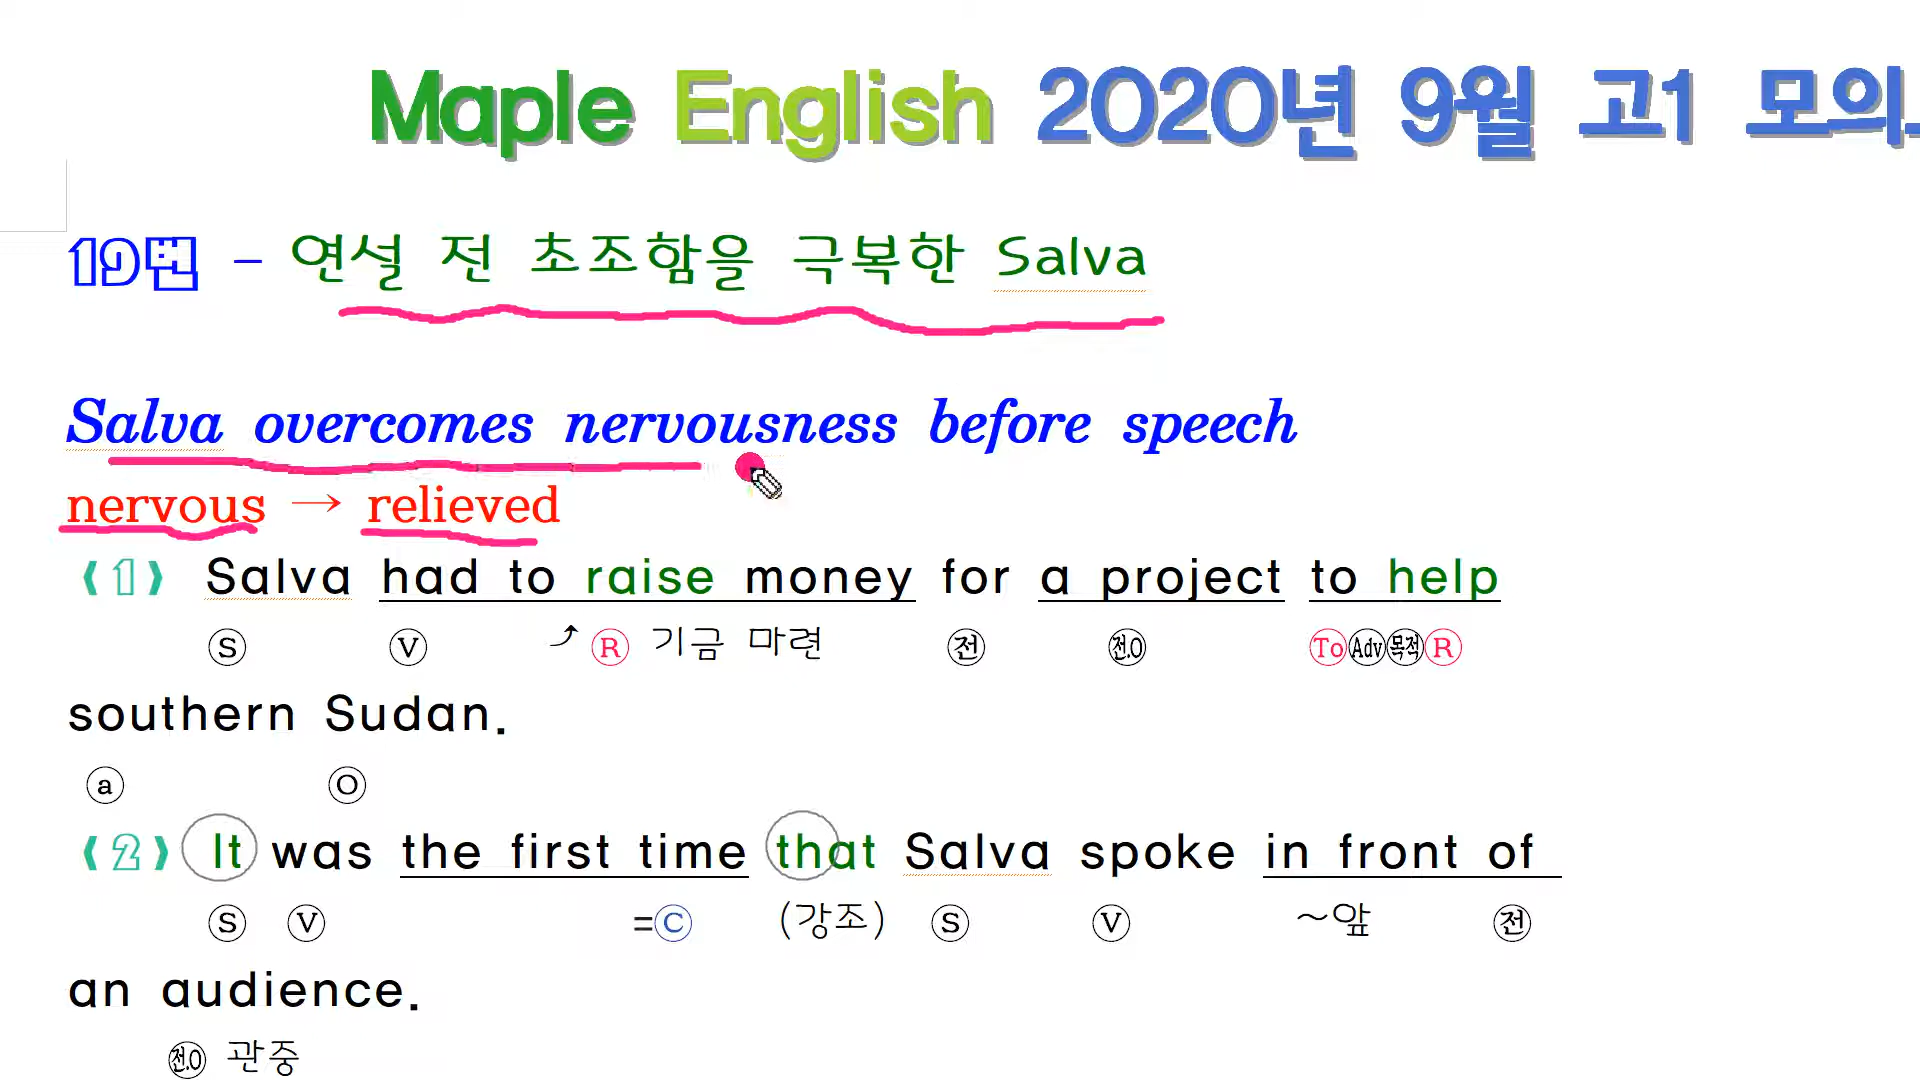 Maple English 2020년 9월 고1 모의
19번 - 연설 전 초조함을 극복한 Salva
Salva overcomes nervousness before speech
nervous → relieved
(1) Salva had to raise money for a project to help
Ⓢ Ⓥ ⤴ Ⓡ 기금 마련 전 전.O To Adv 목적 Ⓡ
southern Sudan.
ⓐ Ⓞ
(2) It was the first time that Salva spoke in front of
Ⓢ Ⓥ =Ⓒ (강조) Ⓢ Ⓥ ~앞 전
an audience.
전.O 관중